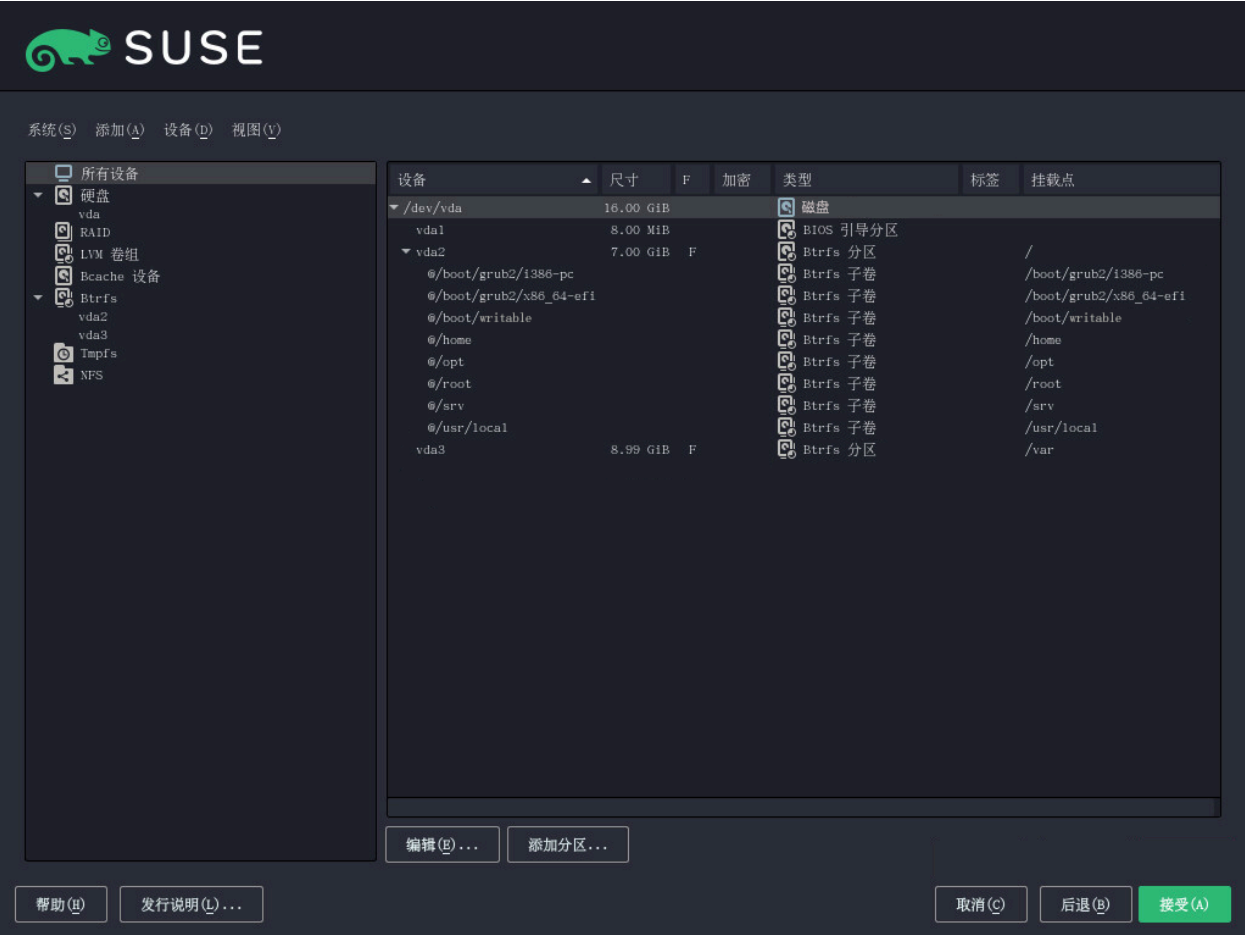 SUSE
系统(S) 添加(A) 设备(D) 视图(V)
所有设备
硬盘
vda
RAID
LVM 卷组
Bcache 设备
Btrfs
vda2
vda3
Tmpfs
NFS
设备 尺寸 F 加密 类型 标签 挂载点
/dev/vda 16.00 GiB 磁盘
vda1 8.00 MiB BIOS 引导分区
vda2 7.00 GiB F Btrfs 分区 /
@/boot/grub2/i386-pc Btrfs 子卷 /boot/grub2/i386-pc
@/boot/grub2/x86_64-efi Btrfs 子卷 /boot/grub2/x86_64-efi
@/boot/writable Btrfs 子卷 /boot/writable
@/home Btrfs 子卷 /home
@/opt Btrfs 子卷 /opt
@/root Btrfs 子卷 /root
@/srv Btrfs 子卷 /srv
@/usr/local Btrfs 子卷 /usr/local
vda3 8.99 GiB F Btrfs 分区 /var
编辑(E)... 添加分区...
帮助(H) 发行说明(L)... 取消(C) 后退(B) 接受(A)